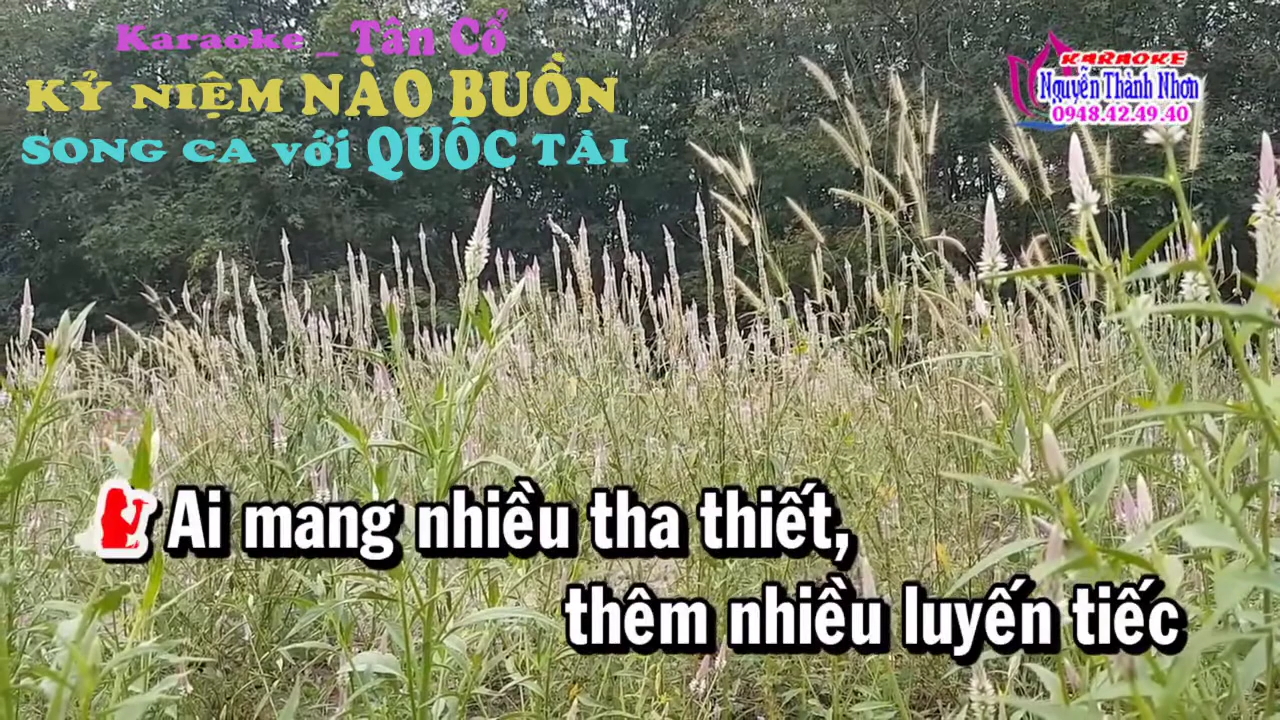 Karaoke _ Tân Cổ
KỶ NIỆM NÀO BUỒN
SONG CA với QUỐC TÀI
KARAOKE
Nguyễn Thành Nhơn
0948.42.49.40
Ai mang nhiều tha thiết,
thêm nhiều luyến tiếc